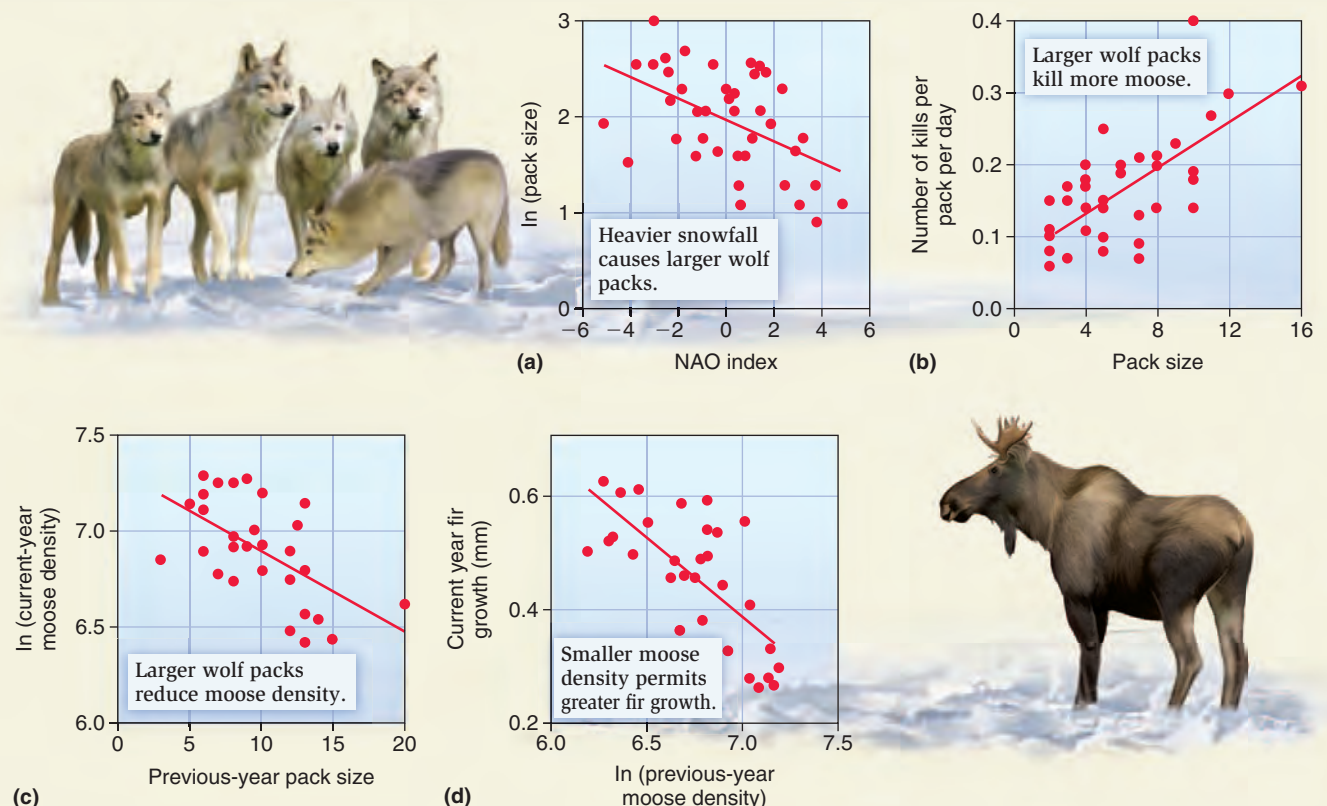 3
2
1
0
ln (pack size)
Heavier snowfall
causes larger wolf
packs.
−6 −4 −2 0 2 4 6
(a)
NAO index
0.4
0.3
0.2
0.1
0.0
Number of kills per
pack per day
Larger wolf packs
kill more moose.
0 4 8 12 16
(b)
Pack size
7.5
7.0
6.5
6.0
ln (current-year
moose density)
Larger wolf packs
reduce moose density.
0 5 10 15 20
Previous-year pack size
(c)
0.6
0.4
0.2
Current year fir
growth (mm)
Smaller moose
density permits
greater fir growth.
6.0 6.5 7.0 7.5
ln (previous-year
moose density)
(d)